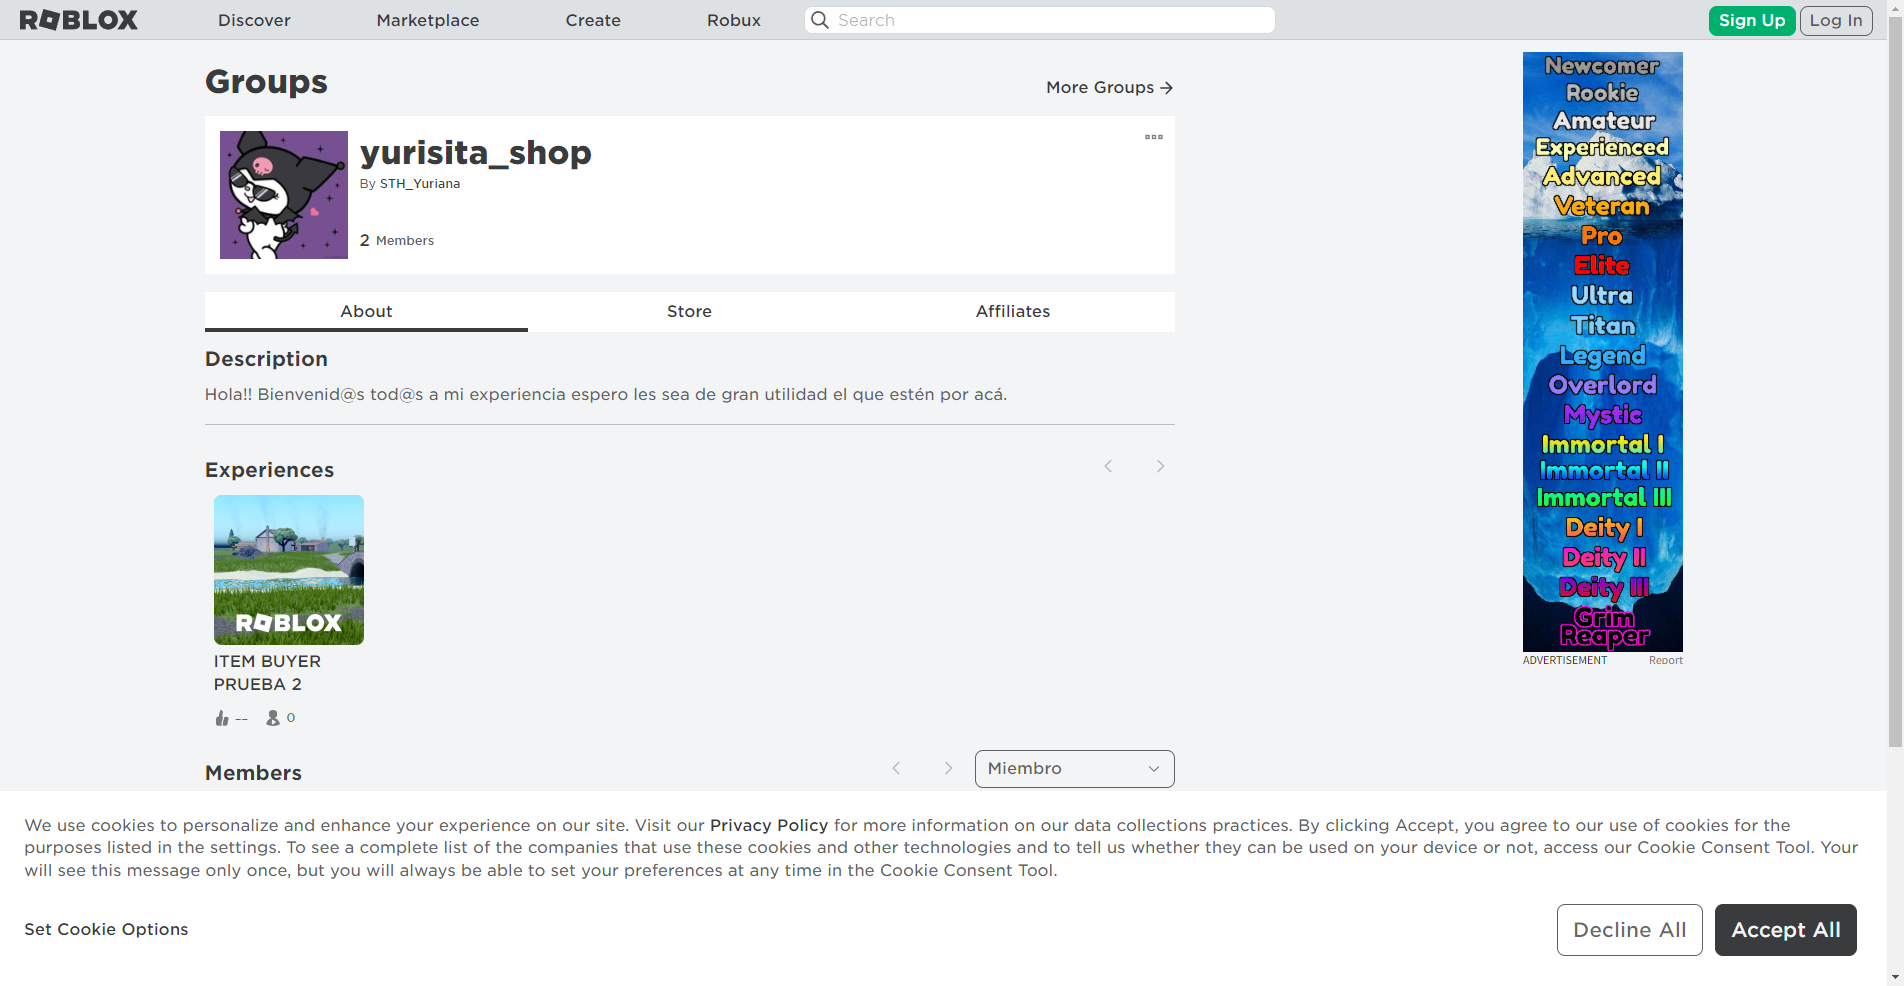 ROBLOX Discover Marketplace Create Robux Search Sign Up Log In
Groups
More Groups →
yurisita_shop
By STH_Yuriana
2 Members
About Store Affiliates
Description
Hola!! Bienvenid@s tod@s a mi experiencia espero les sea de gran utilidad el que estén por acá.
Experiences
ROBLOX
ITEM BUYER
PRUEBA 2
-- 0
Members
Miembro
Newcomer
Rookie
Amateur
Experienced
Advanced
Veteran
Pro
Elite
Ultra
Titan
Legend
Overlord
Mystic
Immortal I
Immortal II
Immortal III
Deity I
Deity II
Deity III
Grim
Reaper
ADVERTISEMENT Report
We use cookies to personalize and enhance your experience on our site. Visit our Privacy Policy for more information on our data collections practices. By clicking Accept, you agree to our use of cookies for the
purposes listed in the settings. To see a complete list of the companies that use these cookies and other technologies and to tell us whether they can be used on your device or not, access our Cookie Consent Tool. Your
will see this message only once, but you will always be able to set your preferences at any time in the Cookie Consent Tool.
Set Cookie Options
Decline All
Accept All